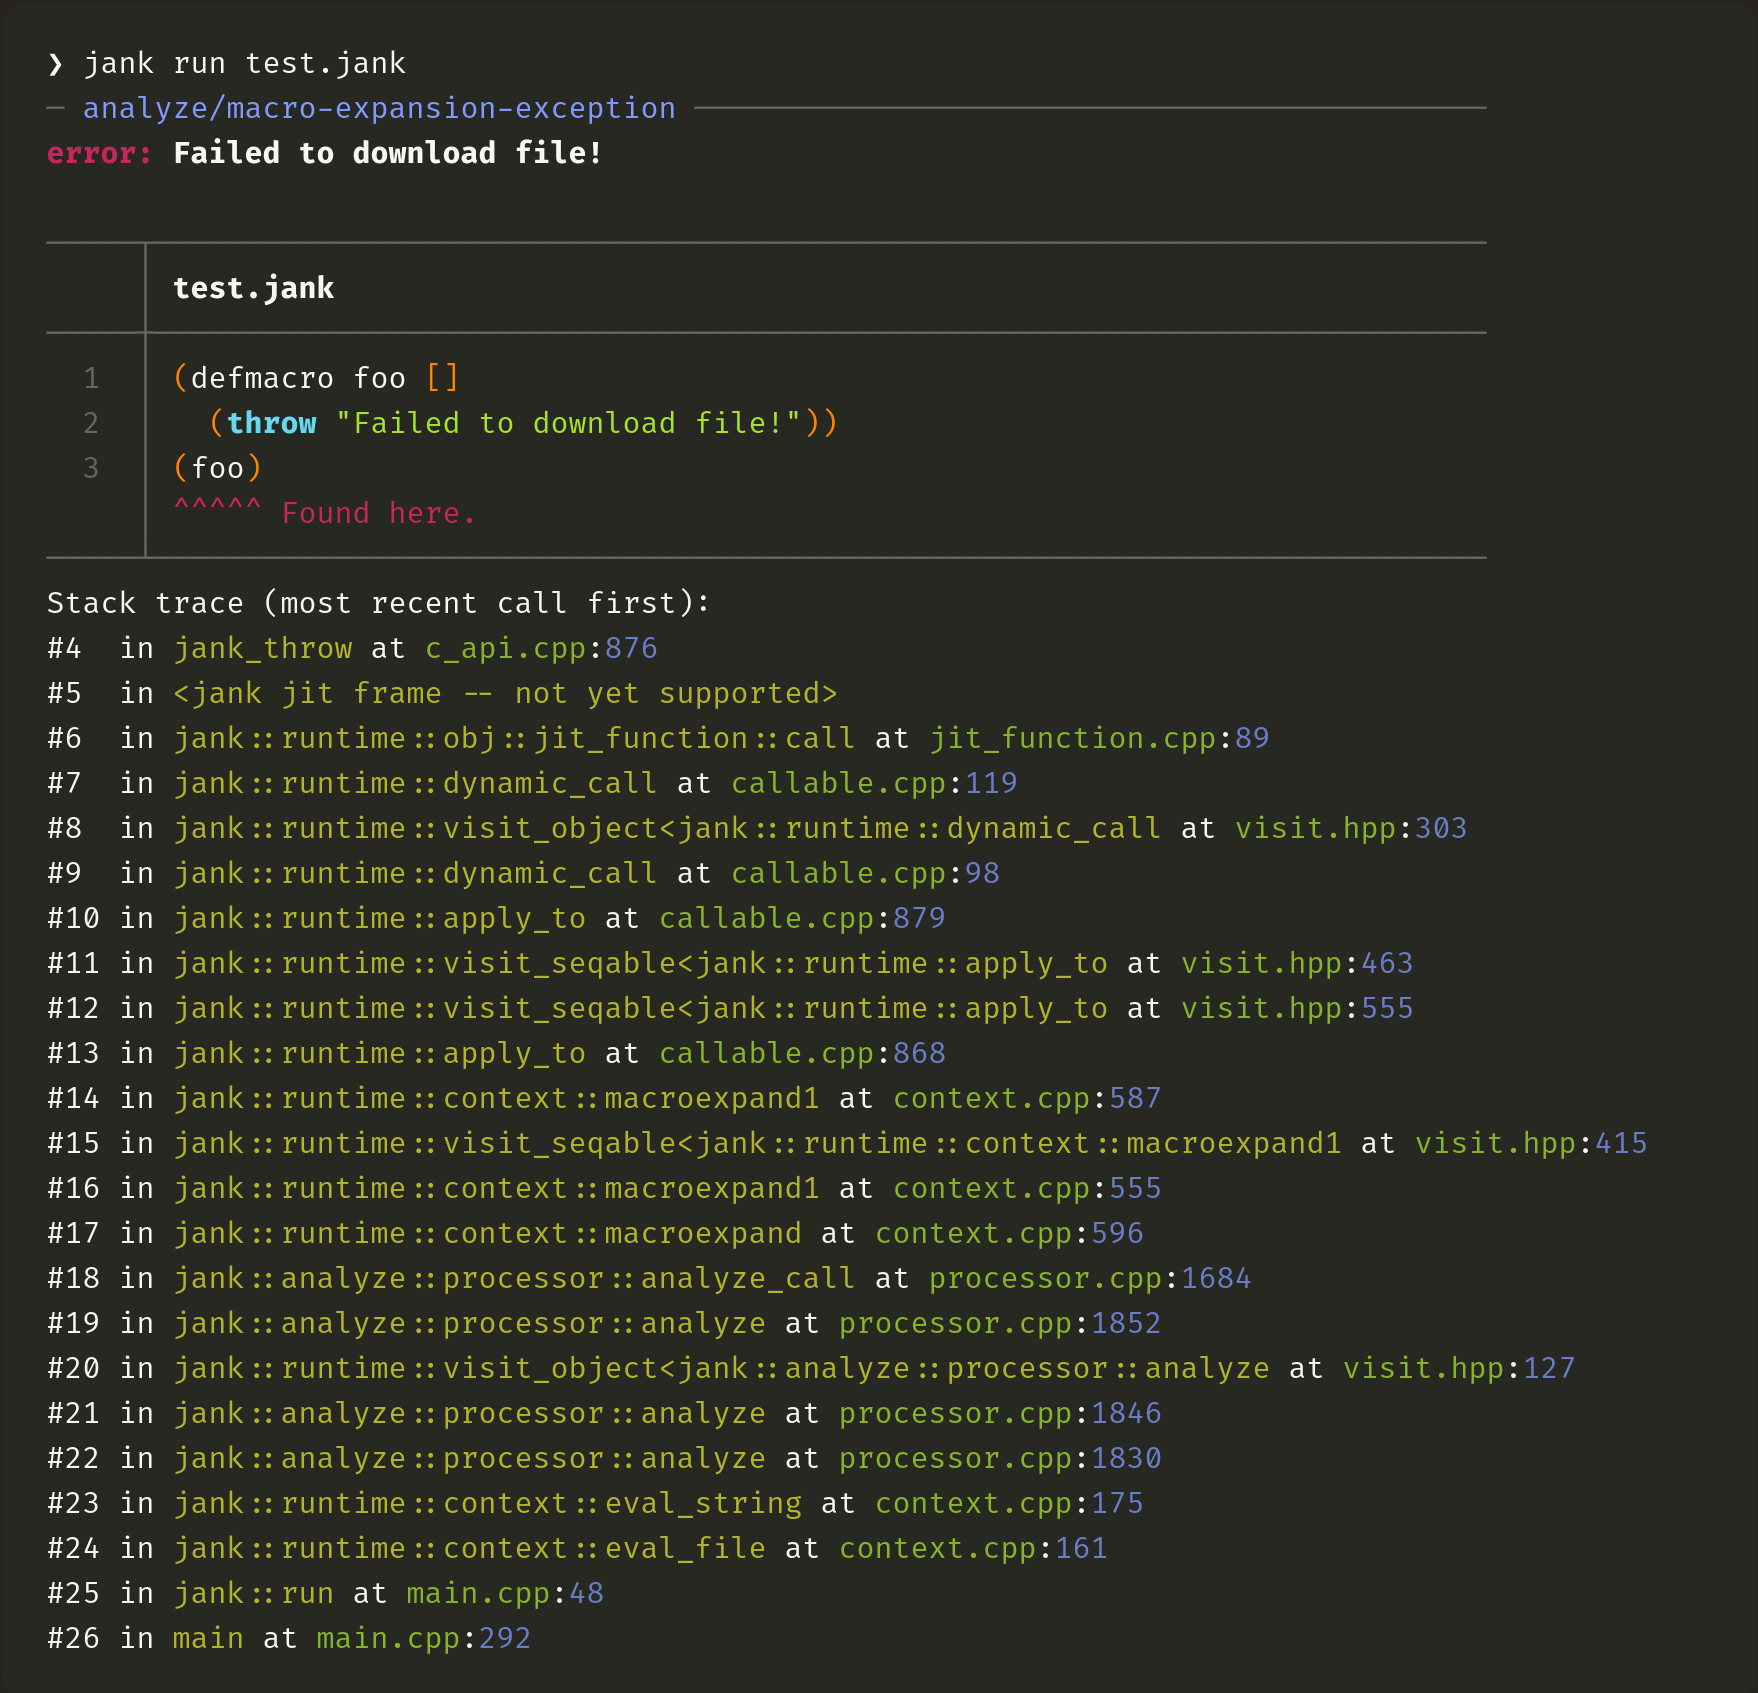 ❯ jank run test.jank
─ analyze/macro-expansion-exception ─
error: Failed to download file!
test.jank
1 (defmacro foo []
2   (throw "Failed to download file!"))
3 (foo)
^^^^^ Found here.
Stack trace (most recent call first):
#4  in jank_throw at c_api.cpp:876
#5  in <jank jit frame -- not yet supported>
#6  in jank::runtime::obj::jit_function::call at jit_function.cpp:89
#7  in jank::runtime::dynamic_call at callable.cpp:119
#8  in jank::runtime::visit_object<jank::runtime::dynamic_call at visit.hpp:303
#9  in jank::runtime::dynamic_call at callable.cpp:98
#10 in jank::runtime::apply_to at callable.cpp:879
#11 in jank::runtime::visit_seqable<jank::runtime::apply_to at visit.hpp:463
#12 in jank::runtime::visit_seqable<jank::runtime::apply_to at visit.hpp:555
#13 in jank::runtime::apply_to at callable.cpp:868
#14 in jank::runtime::context::macroexpand1 at context.cpp:587
#15 in jank::runtime::visit_seqable<jank::runtime::context::macroexpand1 at visit.hpp:415
#16 in jank::runtime::context::macroexpand1 at context.cpp:555
#17 in jank::runtime::context::macroexpand at context.cpp:596
#18 in jank::analyze::processor::analyze_call at processor.cpp:1684
#19 in jank::analyze::processor::analyze at processor.cpp:1852
#20 in jank::runtime::visit_object<jank::analyze::processor::analyze at visit.hpp:127
#21 in jank::analyze::processor::analyze at processor.cpp:1846
#22 in jank::analyze::processor::analyze at processor.cpp:1830
#23 in jank::runtime::context::eval_string at context.cpp:175
#24 in jank::runtime::context::eval_file at context.cpp:161
#25 in jank::run at main.cpp:48
#26 in main at main.cpp:292